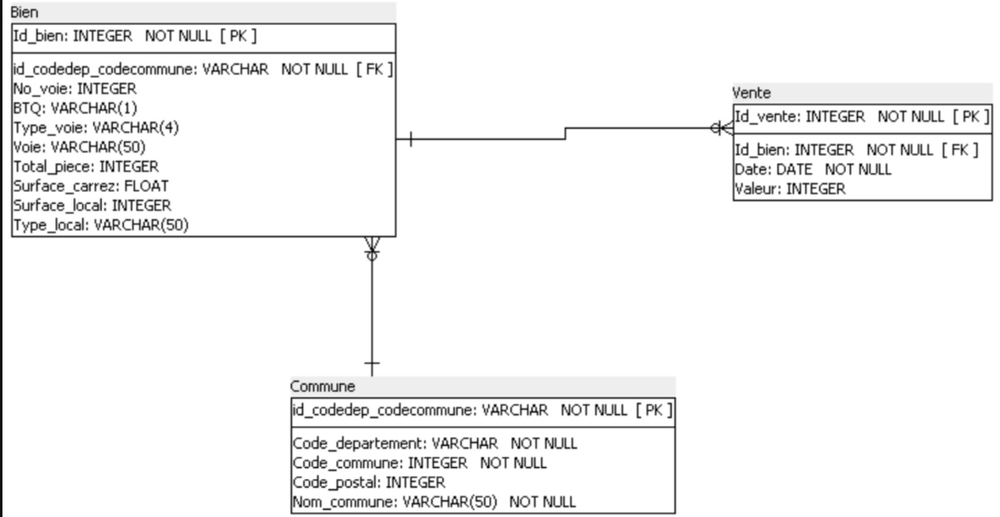 Bien
Id_bien: INTEGER NOT NULL [ PK ]
id_codedep_codecommune: VARCHAR NOT NULL [ FK ]
No_voie: INTEGER
BTQ: VARCHAR(1)
Type_voie: VARCHAR(4)
Voie: VARCHAR(50)
Total_piece: INTEGER
Surface_carrez: FLOAT
Surface_local: INTEGER
Type_local: VARCHAR(50)
Vente
Id_vente: INTEGER NOT NULL [ PK ]
Id_bien: INTEGER NOT NULL [ FK ]
Date: DATE NOT NULL
Valeur: INTEGER
Commune
id_codedep_codecommune: VARCHAR NOT NULL [ PK ]
Code_departement: VARCHAR NOT NULL
Code_commune: INTEGER NOT NULL
Code_postal: INTEGER
Nom_commune: VARCHAR(50) NOT NULL